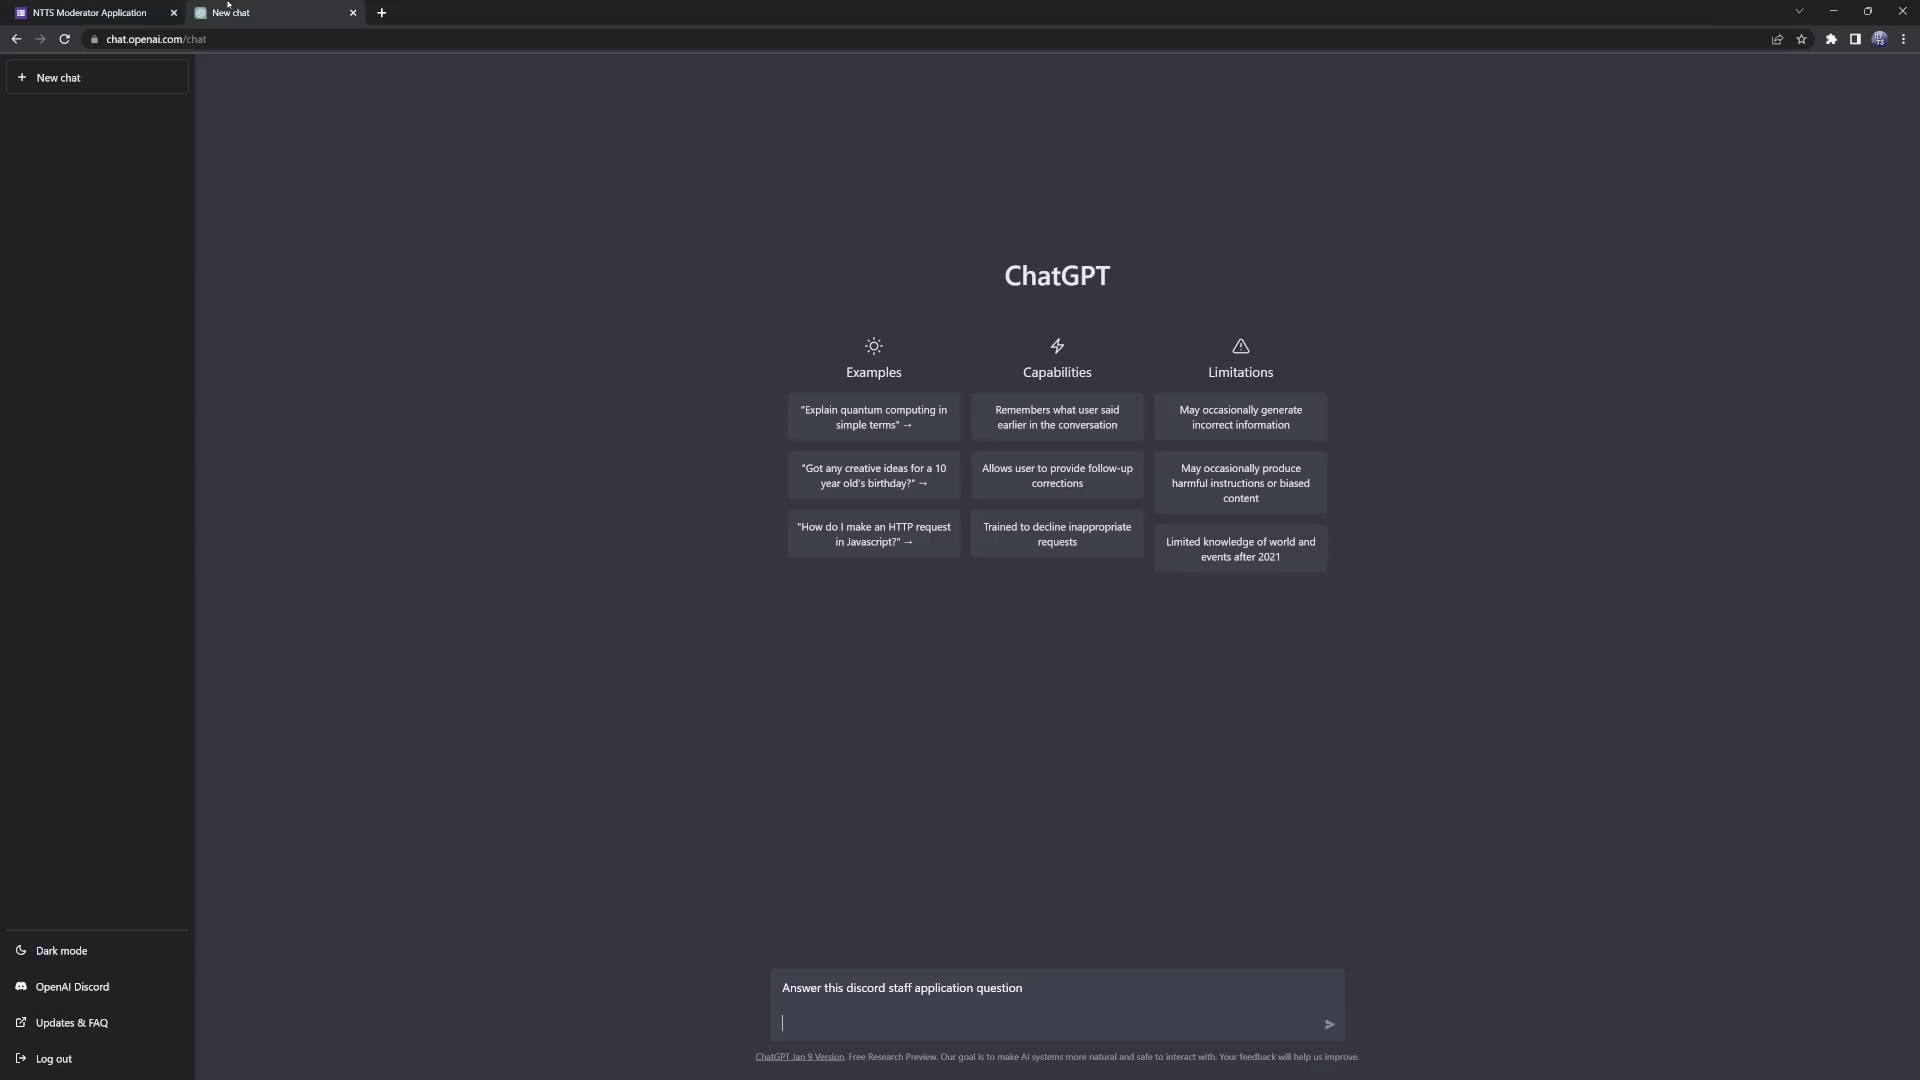 NTTS Moderator Application
New chat
chat.openai.com/chat
New chat
ChatGPT
Examples
Capabilities
Limitations
"Explain quantum computing in
simple terms" →
Remembers what user said
earlier in the conversation
May occasionally generate
incorrect information
"Got any creative ideas for a 10
year old's birthday?" →
Allows user to provide follow-up
corrections
May occasionally produce
harmful instructions or biased
content
"How do I make an HTTP request
in Javascript?" →
Trained to decline inappropriate
requests
Limited knowledge of world and
events after 2021
Dark mode
OpenAI Discord
Updates & FAQ
Log out
Answer this discord staff application question
ChatGPT Jan 9 Version. Free Research Preview. Our goal is to make AI systems more natural and safe to interact with. Your feedback will help us improve.